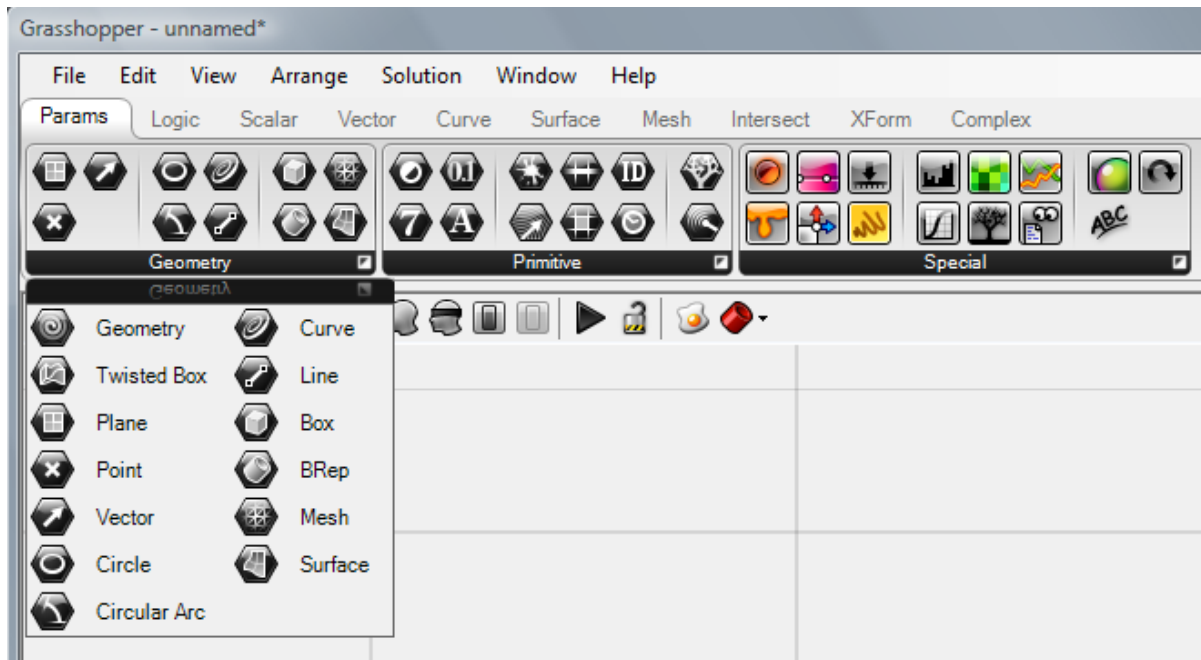 Grasshopper - unnamed*
File Edit View Arrange Solution Window Help
Params Logic Scalar Vector Curve Surface Mesh Intersect XForm Complex
0.1 ID
7 A ABC
Geometry Primitive Special
Geometry
Geometry Curve
Twisted Box Line
Plane Box
Point BRep
Vector Mesh
Circle Surface
Circular Arc